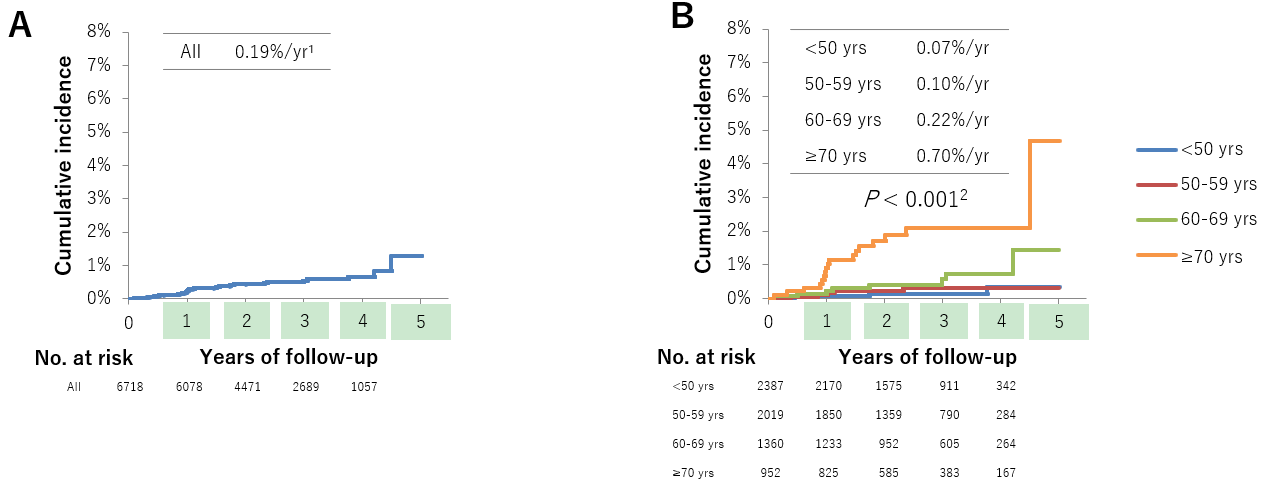 A
8%
7%
6%
5%
4%
3%
2%
1%
0%
Cumulative incidence
All 0.19%/yr¹
0 1 2 3 4 5
No. at risk Years of follow-up
All 6718 6078 4471 2689 1057
B
8%
7%
6%
5%
4%
3%
2%
1%
0%
Cumulative incidence
<50 yrs 0.07%/yr
50-59 yrs 0.10%/yr
60-69 yrs 0.22%/yr
≥70 yrs 0.70%/yr
P < 0.001²
<50 yrs
50-59 yrs
60-69 yrs
≥70 yrs
0 1 2 3 4 5
No. at risk Years of follow-up
<50 yrs 2387 2170 1575 911 342
50-59 yrs 2019 1850 1359 790 284
60-69 yrs 1360 1233 952 605 264
≥70 yrs 952 825 585 383 167